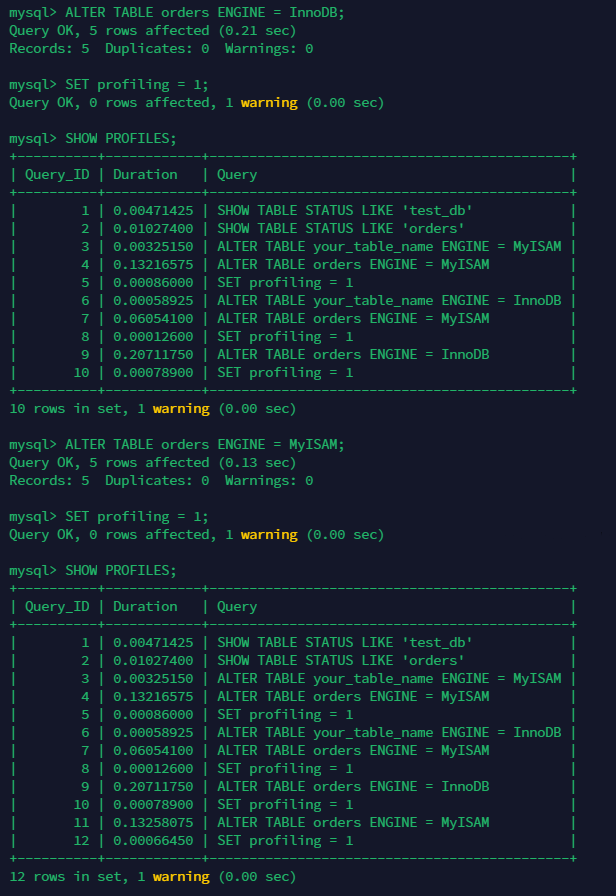 mysql> ALTER TABLE orders ENGINE = InnoDB;
Query OK, 5 rows affected (0.21 sec)
Records: 5  Duplicates: 0  Warnings: 0

mysql> SET profiling = 1;
Query OK, 0 rows affected, 1 warning (0.00 sec)

mysql> SHOW PROFILES;
+----------+------------+---------------------------------------------+
| Query_ID | Duration   | Query                                       |
+----------+------------+---------------------------------------------+
|        1 | 0.00471425 | SHOW TABLE STATUS LIKE 'test_db'            |
|        2 | 0.01027400 | SHOW TABLE STATUS LIKE 'orders'             |
|        3 | 0.00325150 | ALTER TABLE your_table_name ENGINE = MyISAM |
|        4 | 0.13216575 | ALTER TABLE orders ENGINE = MyISAM          |
|        5 | 0.00086000 | SET profiling = 1                           |
|        6 | 0.00058925 | ALTER TABLE your_table_name ENGINE = InnoDB |
|        7 | 0.06054100 | ALTER TABLE orders ENGINE = MyISAM          |
|        8 | 0.00012600 | SET profiling = 1                           |
|        9 | 0.20711750 | ALTER TABLE orders ENGINE = InnoDB          |
|       10 | 0.00078900 | SET profiling = 1                           |
+----------+------------+---------------------------------------------+
10 rows in set, 1 warning (0.00 sec)

mysql> ALTER TABLE orders ENGINE = MyISAM;
Query OK, 5 rows affected (0.13 sec)
Records: 5  Duplicates: 0  Warnings: 0

mysql> SET profiling = 1;
Query OK, 0 rows affected, 1 warning (0.00 sec)

mysql> SHOW PROFILES;
+----------+------------+---------------------------------------------+
| Query_ID | Duration   | Query                                       |
+----------+------------+---------------------------------------------+
|        1 | 0.00471425 | SHOW TABLE STATUS LIKE 'test_db'            |
|        2 | 0.01027400 | SHOW TABLE STATUS LIKE 'orders'             |
|        3 | 0.00325150 | ALTER TABLE your_table_name ENGINE = MyISAM |
|        4 | 0.13216575 | ALTER TABLE orders ENGINE = MyISAM          |
|        5 | 0.00086000 | SET profiling = 1                           |
|        6 | 0.00058925 | ALTER TABLE your_table_name ENGINE = InnoDB |
|        7 | 0.06054100 | ALTER TABLE orders ENGINE = MyISAM          |
|        8 | 0.00012600 | SET profiling = 1                           |
|        9 | 0.20711750 | ALTER TABLE orders ENGINE = InnoDB          |
|       10 | 0.00078900 | SET profiling = 1                           |
|       11 | 0.13258075 | ALTER TABLE orders ENGINE = MyISAM          |
|       12 | 0.00066450 | SET profiling = 1                           |
+----------+------------+---------------------------------------------+
12 rows in set, 1 warning (0.00 sec)